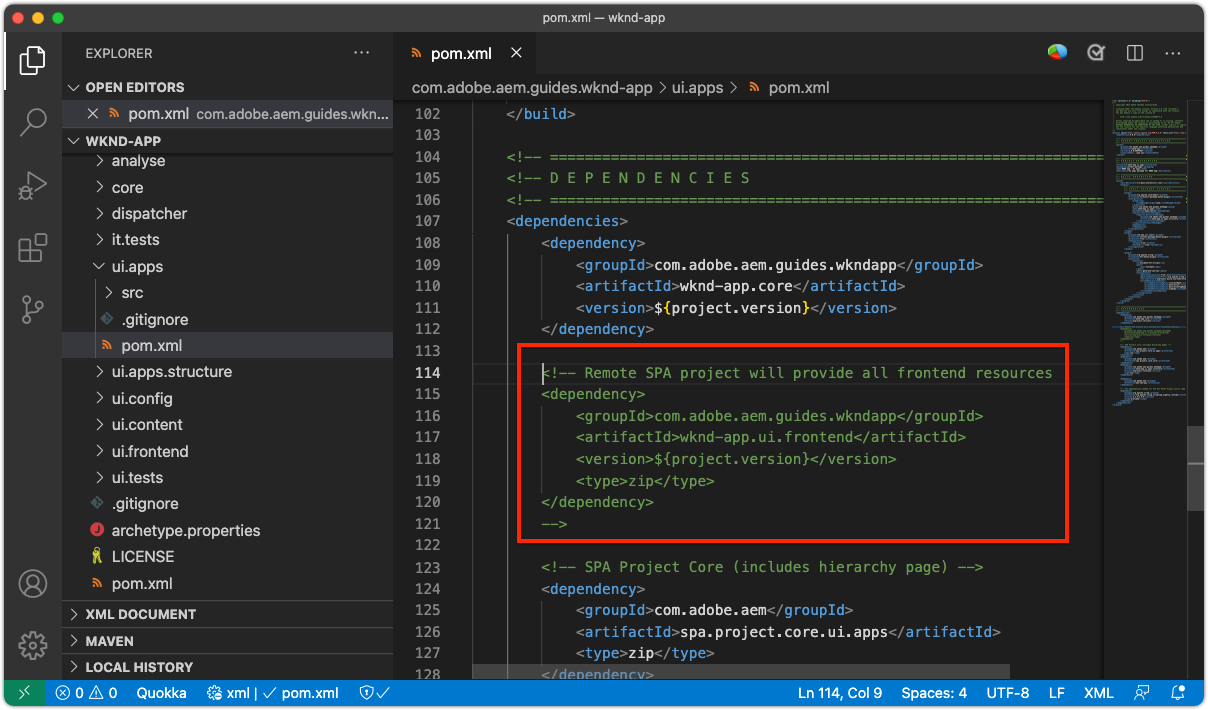 pom.xml — wknd-app
EXPLORER
OPEN EDITORS
pom.xml com.adobe.aem.guides.wkn...
WKND-APP
analyse
core
dispatcher
it.tests
ui.apps
src
.gitignore
pom.xml
ui.apps.structure
ui.config
ui.content
ui.frontend
ui.tests
.gitignore
archetype.properties
LICENSE
pom.xml
XML DOCUMENT
MAVEN
LOCAL HISTORY
pom.xml
com.adobe.aem.guides.wknd-app > ui.apps > pom.xml
102 </build>
103
104 <!-- ================================================================
105 <!-- D E P E N D E N C I E S
106 <!-- ================================================================
107 <dependencies>
108 <dependency>
109 <groupId>com.adobe.aem.guides.wkndapp</groupId>
110 <artifactId>wknd-app.core</artifactId>
111 <version>${project.version}</version>
112 </dependency>
113
114 <!-- Remote SPA project will provide all frontend resources
115 <dependency>
116 <groupId>com.adobe.aem.guides.wkndapp</groupId>
117 <artifactId>wknd-app.ui.frontend</artifactId>
118 <version>${project.version}</version>
119 <type>zip</type>
120 </dependency>
121 -->
122
123 <!-- SPA Project Core (includes hierarchy page) -->
124 <dependency>
125 <groupId>com.adobe.aem</groupId>
126 <artifactId>spa.project.core.ui.apps</artifactId>
127 <type>zip</type>
128 </dependency>
0 0 Quokka xml | ✓ pom.xml Ln 114, Col 9 Spaces: 4 UTF-8 LF XML